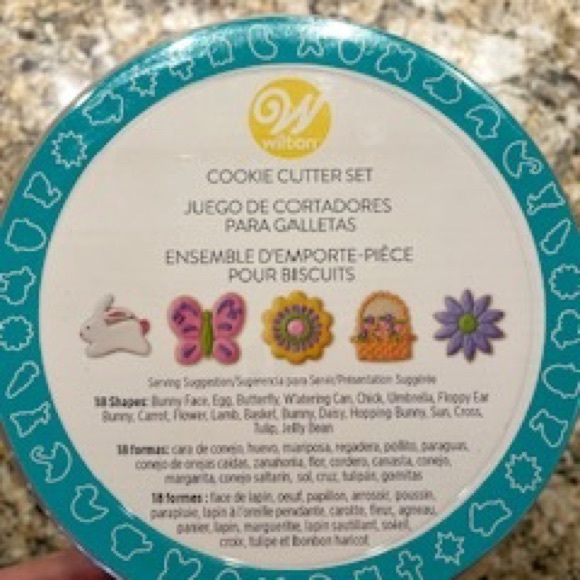 W
Wilton
COOKIE CUTTER SET
JUEGO DE CORTADORES
PARA GALLETAS
ENSEMBLE D'EMPORTE-PIÈCE
POUR BISCUITS
Serving Suggestion/Sugerencia para Servir/Présentation Suggérée
18 Shapes: Bunny Face, Egg, Butterfly, Watering Can, Chick, Umbrella, Floppy Ear
Bunny, Carrot, Flower, Lamb, Basket, Bunny, Daisy, Hopping Bunny, Sun, Cross,
Tulip, Jelly Bean
18 formas: cara de conejo, huevo, mariposa, regadera, pollito, paraguas,
conejo de orejas caídas, zanahoria, flor, cordero, canasta, conejo,
margarita, conejo saltarín, sol, cruz, tulipán, gomitas
18 formes : face de lapin, oeuf, papillon, arrosoir, poussin,
parapluie, lapin à l'oreille pendante, carotte, fleur, agneau,
panier, lapin, marguerite, lapin sautillant, soleil,
croix, tulipe et bonbon haricot